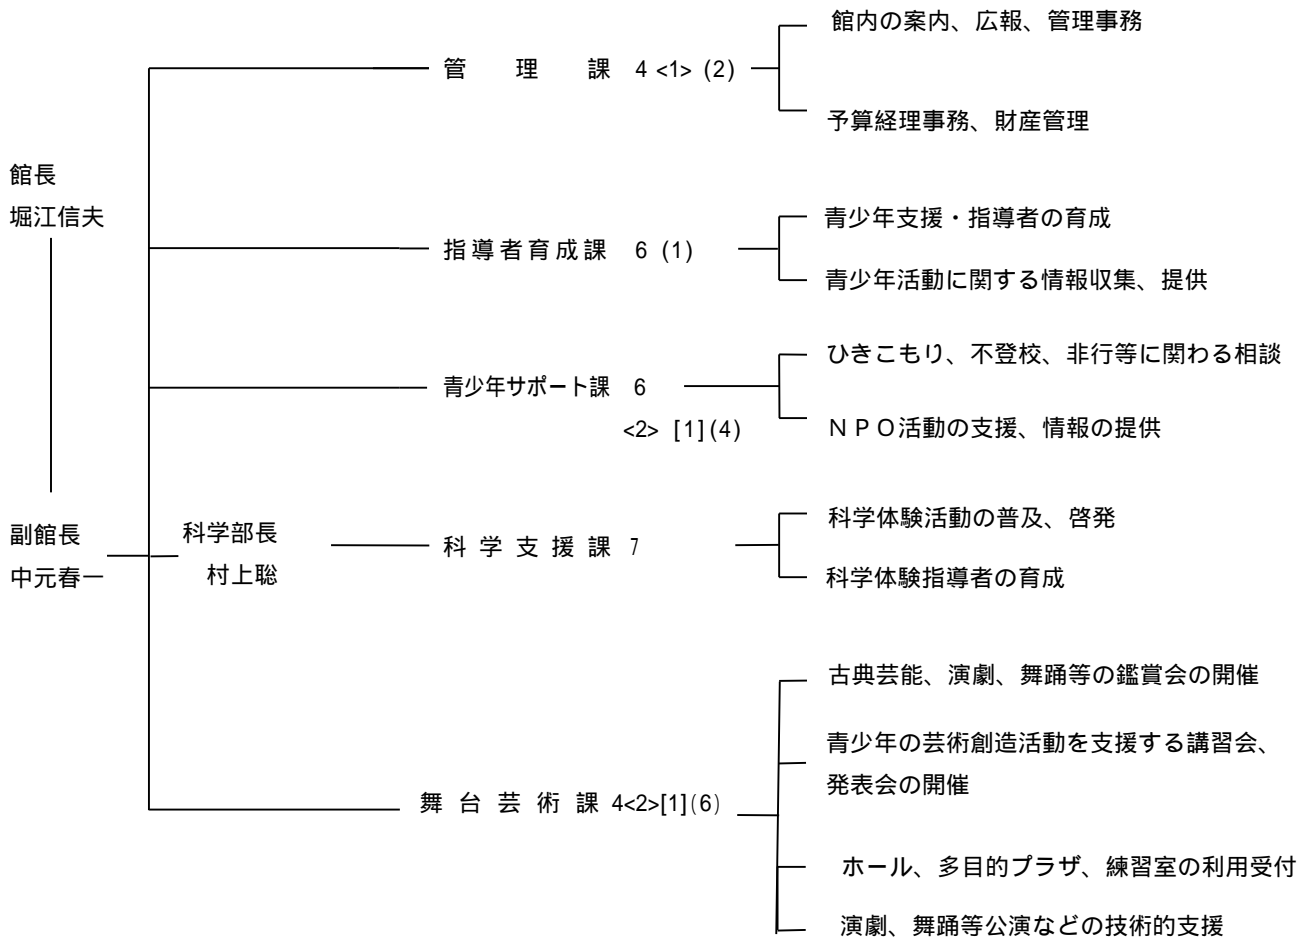 館内の案内、広報、管理事務
管理課 4 <1> (2)
予算経理事務、財産管理
館長
堀江信夫
青少年支援・指導者の育成
指導者育成課 6 (1)
青少年活動に関する情報収集、提供
ひきこもり、不登校、非行等に関わる相談
青少年サポート課 6
<2> [1](4)
ＮＰＯ活動の支援、情報の提供
科学体験活動の普及、啓発
副館長
中元春一
科学部長
村上聡
科学支援課 7
科学体験指導者の育成
古典芸能、演劇、舞踊等の鑑賞会の開催
青少年の芸術創造活動を支援する講習会、
発表会の開催
舞台芸術課 4<2>[1](6)
ホール、多目的プラザ、練習室の利用受付
演劇、舞踊等公演などの技術的支援